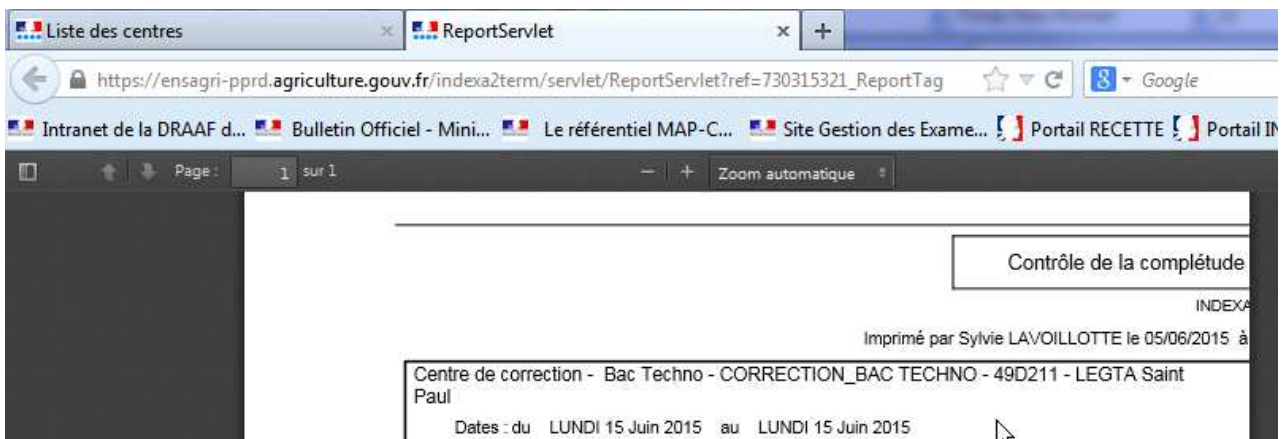 Liste des centres
ReportServlet
https://ensagri-pprd.agriculture.gouv.fr/indexa2term/servlet/ReportServlet?ref=730315321_ReportTag
Google
Intranet de la DRAAF d... Bulletin Officiel - Mini... Le référentiel MAP-C... Site Gestion des Exame... Portail RECETTE Portail IN
Page : 1 sur 1 Zoom automatique
Contrôle de la complétude
INDEXA
Imprimé par Sylvie LAVOILLOTTE le 05/06/2015 à
Centre de correction - Bac Techno - CORRECTION_BAC TECHNO - 49D211 - LEGTA Saint
Paul
Dates : du LUNDI 15 Juin 2015 au LUNDI 15 Juin 2015